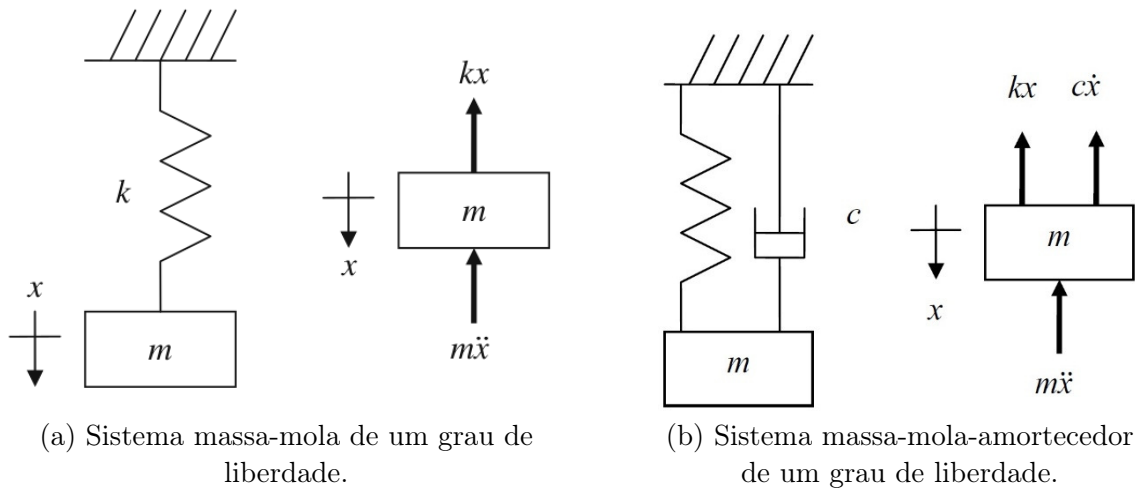 k
x
m
kx
m
x
mẍ
(a) Sistema massa-mola de um grau de
liberdade.
c
m
kx cẋ
m
x
mẍ
(b) Sistema massa-mola-amortecedor
de um grau de liberdade.